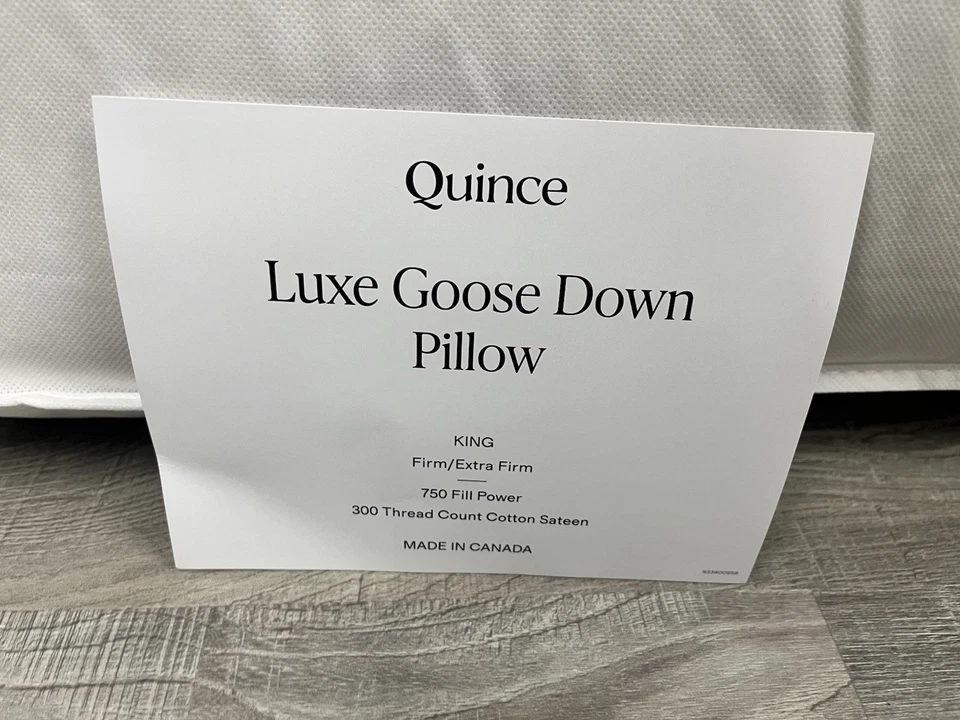 Quince
Luxe Goose Down
Pillow
KING
Firm/Extra Firm
750 Fill Power
300 Thread Count Cotton Sateen
MADE IN CANADA